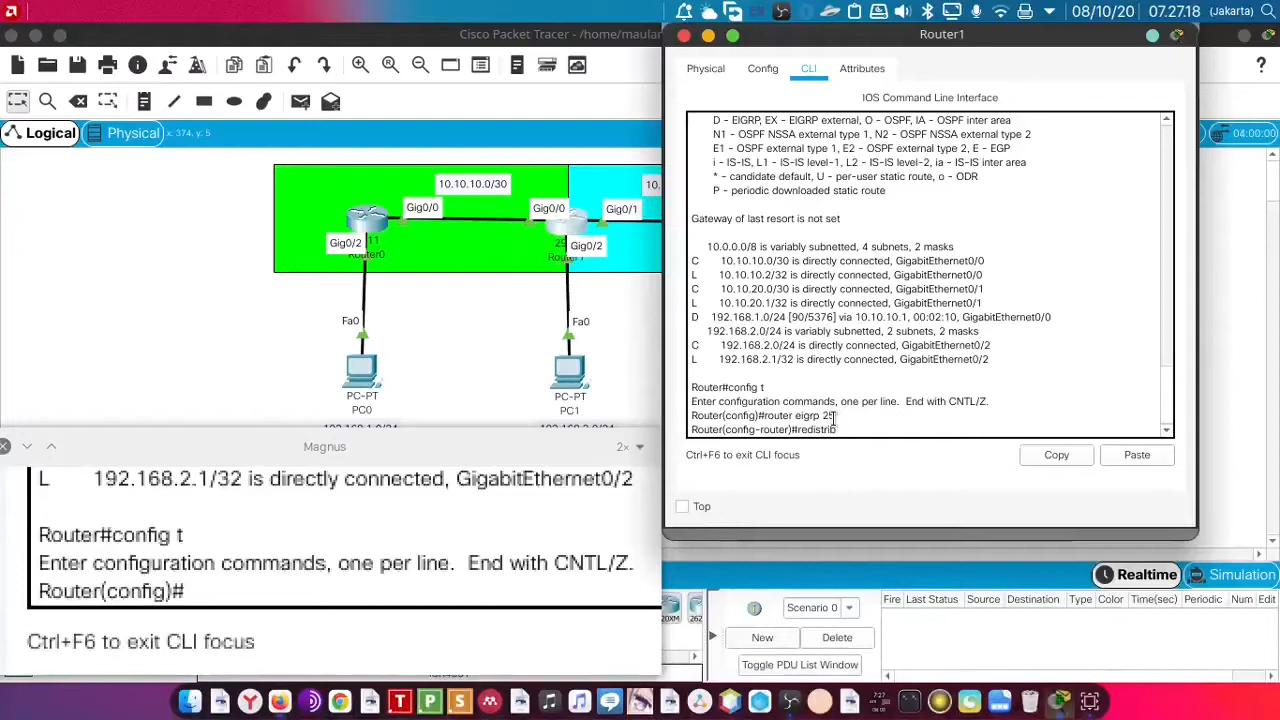 08/10/20
07.27.18
(Jakarta)
Cisco Packet Tracer - /home/maulan
Router1
Physical
Config
CLI
Attributes
IOS Command Line Interface
Logical
Physical
x: 374, y: 5
04:00:00
D - EIGRP, EX - EIGRP external, O - OSPF, IA - OSPF inter area
N1 - OSPF NSSA external type 1, N2 - OSPF NSSA external type 2
E1 - OSPF external type 1, E2 - OSPF external type 2, E - EGP
i - IS-IS, L1 - IS-IS level-1, L2 - IS-IS level-2, ia - IS-IS inter area
* - candidate default, U - per-user static route, o - ODR
P - periodic downloaded static route
Gateway of last resort is not set
10.0.0.0/8 is variably subnetted, 4 subnets, 2 masks
C 10.10.10.0/30 is directly connected, GigabitEthernet0/0
L 10.10.10.2/32 is directly connected, GigabitEthernet0/0
C 10.10.20.0/30 is directly connected, GigabitEthernet0/1
L 10.10.20.1/32 is directly connected, GigabitEthernet0/1
D 192.168.1.0/24 [90/5376] via 10.10.10.1, 00:02:10, GigabitEthernet0/0
192.168.2.0/24 is variably subnetted, 2 subnets, 2 masks
C 192.168.2.0/24 is directly connected, GigabitEthernet0/2
L 192.168.2.1/32 is directly connected, GigabitEthernet0/2
Router#config t
Enter configuration commands, one per line. End with CNTL/Z.
Router(config)#router eigrp 25
Router(config-router)#redistrib
Ctrl+F6 to exit CLI focus
Copy
Paste
Top
10.10.10.0/30
10.
Gig0/0
Gig0/0
Gig0/1
Gig0/2
11
Router0
Gig0/2
Fa0
Fa0
PC-PT
PC0
PC-PT
PC1
Magnus
2×
L 192.168.2.1/32 is directly connected, GigabitEthernet0/2
Router#config t
Enter configuration commands, one per line. End with CNTL/Z.
Router(config)#
Ctrl+F6 to exit CLI focus
Realtime
Simulation
Scenario 0
New
Delete
Toggle PDU List Window
Fire
Last Status
Source
Destination
Type
Color
Time(sec)
Periodic
Num
Edit